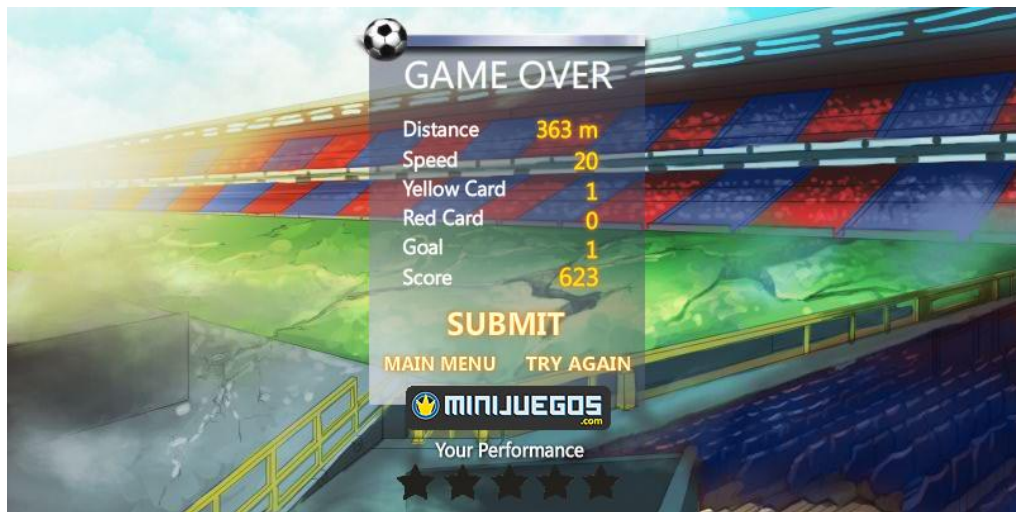 GAME OVER
Distance 363 m
Speed 20
Yellow Card 1
Red Card 0
Goal 1
Score 623
SUBMIT
MAIN MENU TRY AGAIN
MINIJUEGOS
.com
Your Performance